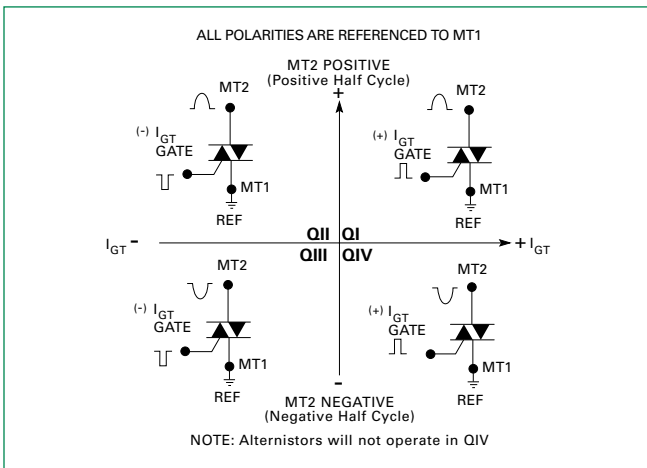 ALL POLARITIES ARE REFERENCED TO MT1
MT2 POSITIVE
(Positive Half Cycle)
+
MT2
(-) IGT
GATE
MT1
REF
MT2
(+) IGT
GATE
MT1
REF
IGT -
QII QI
QIII QIV
+ IGT
MT2
(-) IGT
GATE
MT1
REF
MT2
(+) IGT
GATE
MT1
REF
-
MT2 NEGATIVE
(Negative Half Cycle)
NOTE: Alternistors will not operate in QIV